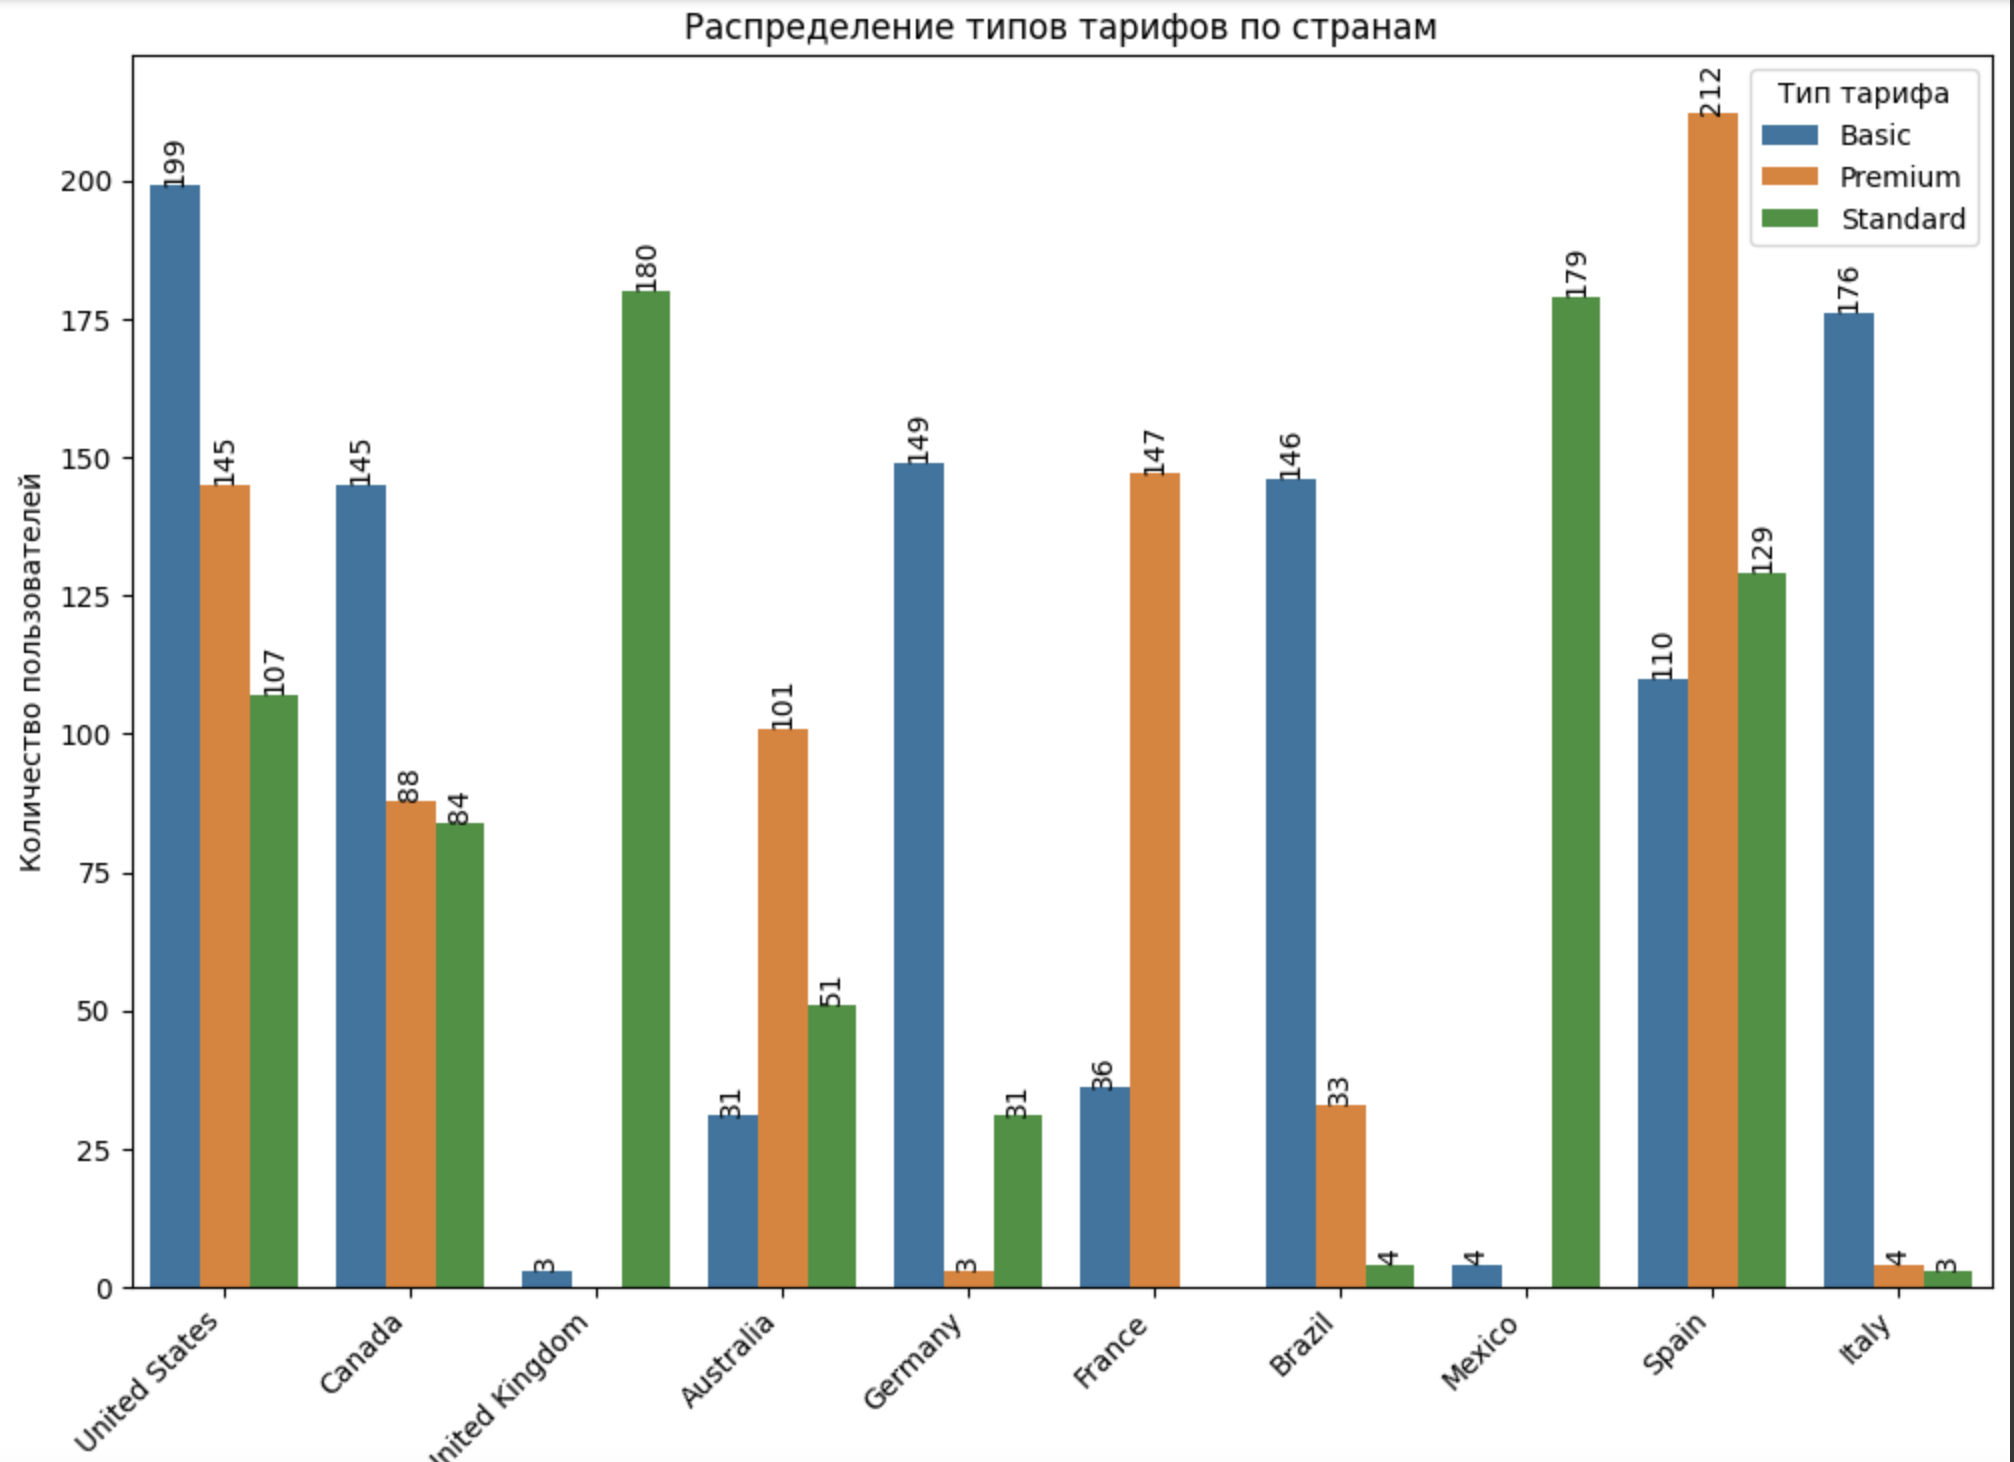 Распределение типов тарифов по странам
Тип тарифа
Basic
Premium
Standard
Количество пользователей
200
175
150
125
100
75
50
25
0
199
145
107
145
88
84
3
180
31
101
51
149
3
31
36
147
146
33
4
4
179
110
212
129
176
4
3
United States
Canada
nited Kingdom
Australia
Germany
France
Brazil
Mexico
Spain
Italy